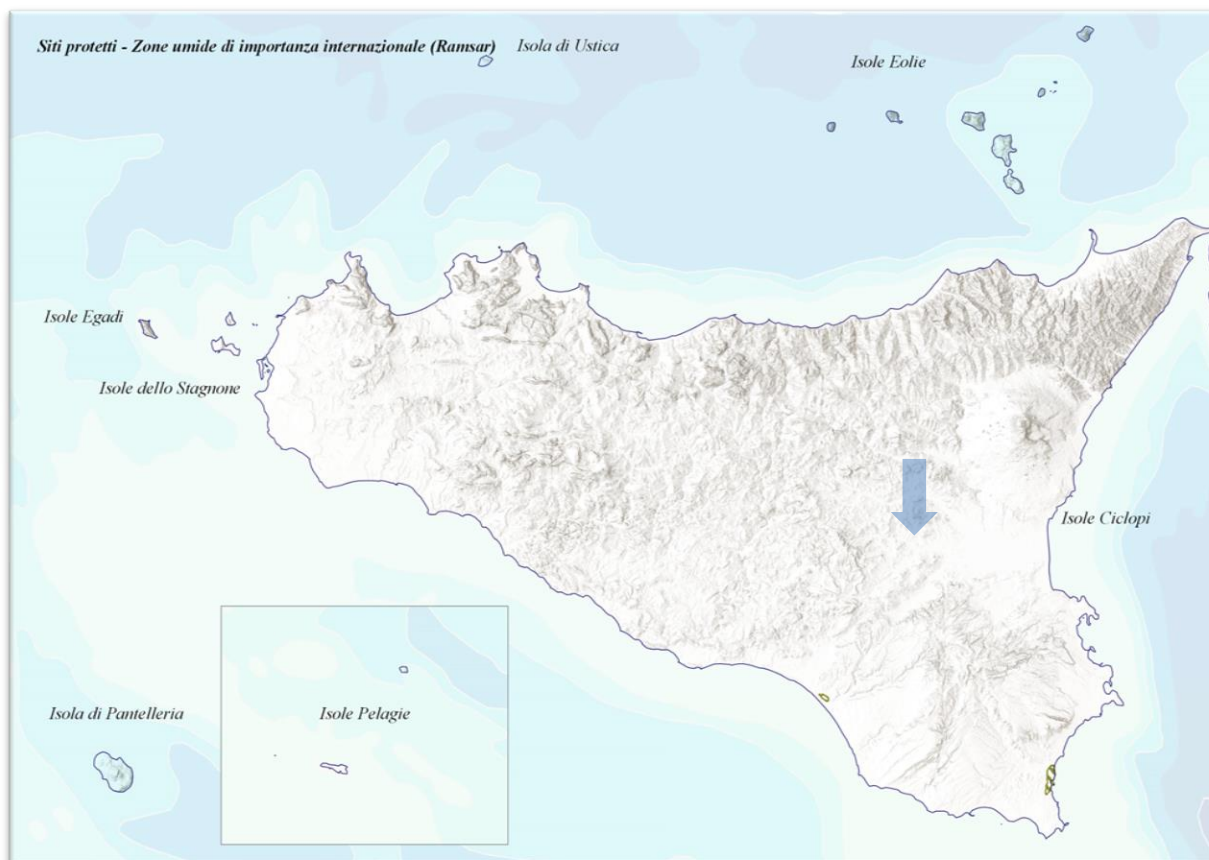 Siti protetti - Zone umide di importanza internazionale (Ramsar)
Isola di Ustica
Isole Eolie
Isole Egadi
Isole dello Stagnone
Isole Ciclopi
Isola di Pantelleria
Isole Pelagie